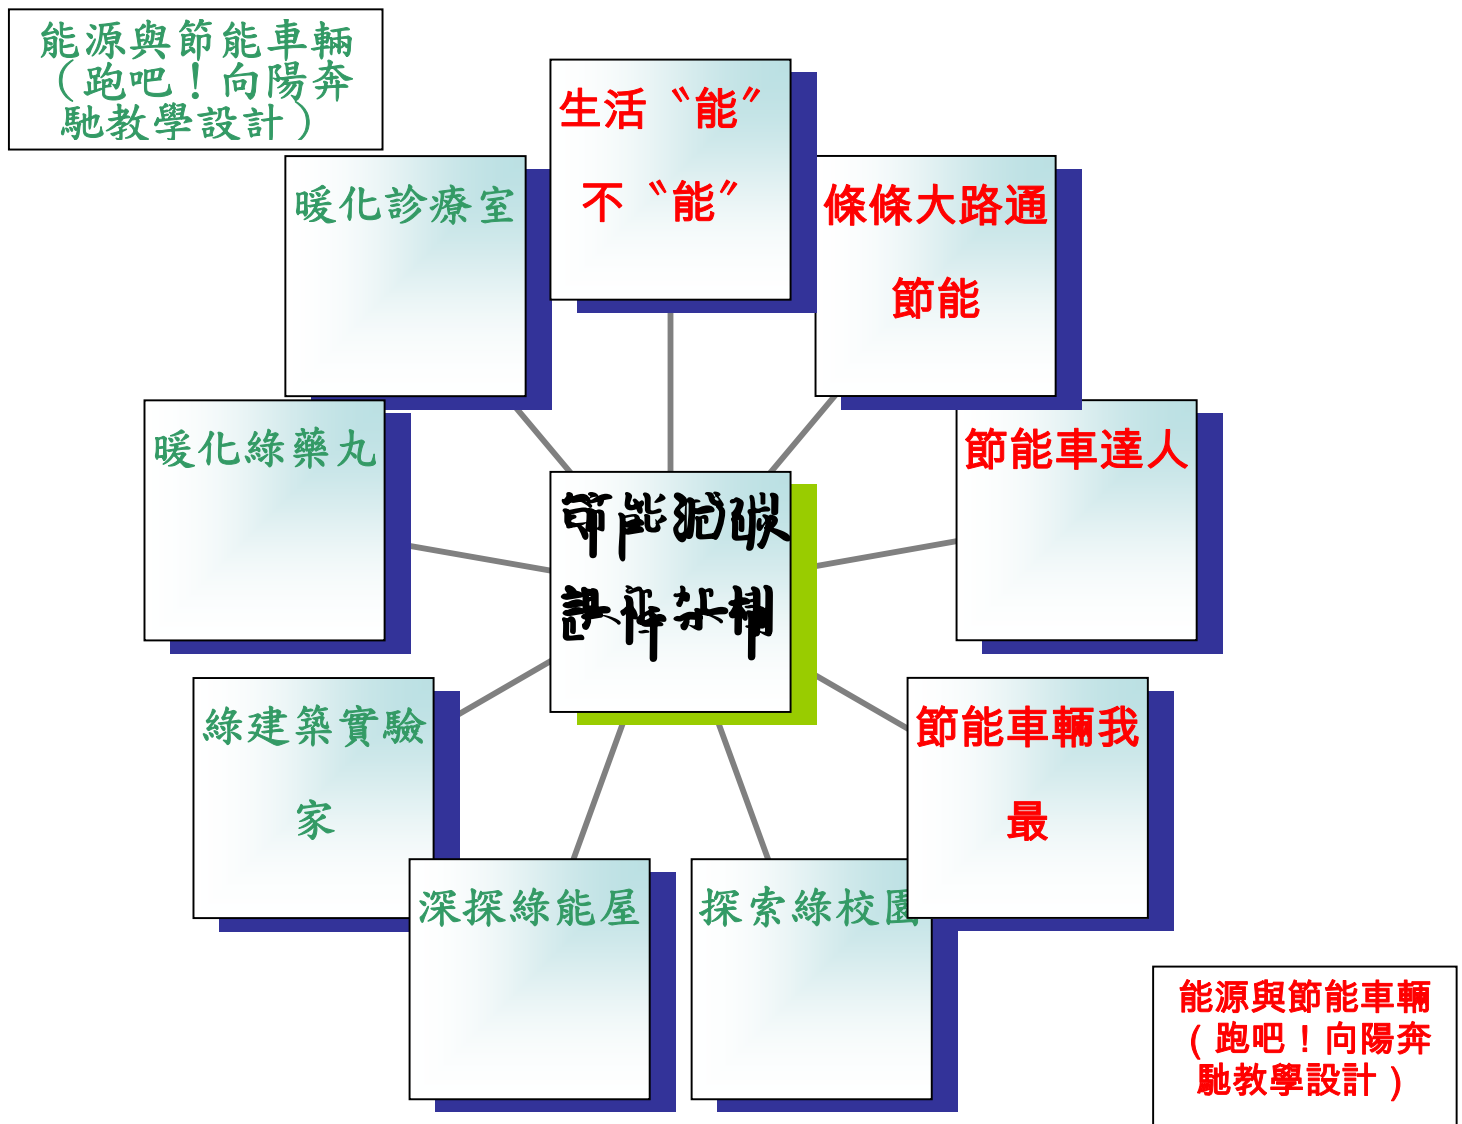 能源與節能車輛
（跑吧！向陽奔
馳教學設計）
生活〝能〞
不〝能〞
條條大路通
節能
暖化診療室
節能車達人
暖化綠藥丸
節能減碳
課程架構
節能車輛我
最
綠建築實驗
家
深探綠能屋
探索綠校園
能源與節能車輛
（跑吧！向陽奔
馳教學設計）